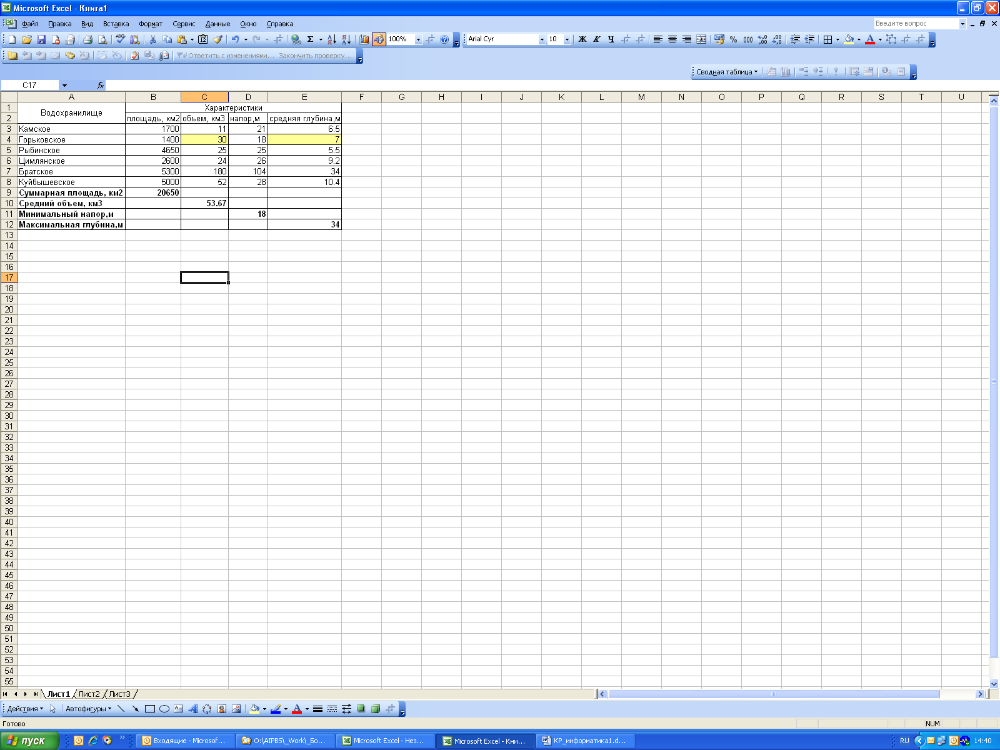 Microsoft Excel - Книга1
Файл Правка Вид Вставка Формат Сервис Данные Окно Справка Введите вопрос
100% Arial Cyr 10 Ж К Ч % 000
Ответить с изменениями... Закончить проверку...
Сводная таблица
C17 fx
A B C D E F G H I J K L M N O P Q R S T U
1 Водохранилище Характеристики
2 площадь, км2 объем, км3 напор,м средняя глубина,м
3 Камское 1700 11 21 6.5
4 Горьковское 1400 30 18 7
5 Рыбинское 4650 25 25 5.5
6 Цимлянское 2600 24 26 9.2
7 Братское 5300 180 104 34
8 Куйбышевское 5000 52 28 10.4
9 Суммарная площадь, км2 20650
10 Средний объем, км3 53.67
11 Минимальный напор,м 18
12 Максимальная глубина,м 34
13
14
15
16
17
18
19
20
21
22
23
24
25
26
27
28
29
30
31
32
33
34
35
36
37
38
39
40
41
42
43
44
45
46
47
48
49
50
51
52
53
54
55
Лист1 Лист2 Лист3
Действия Автофигуры
Готово NUM
пуск Входящие - Microsof... O:\AIPBS\_Work\_Бо... Microsoft Excel - Нез... Microsoft Excel - Кни... КР_информатика1.d... RU 14:40